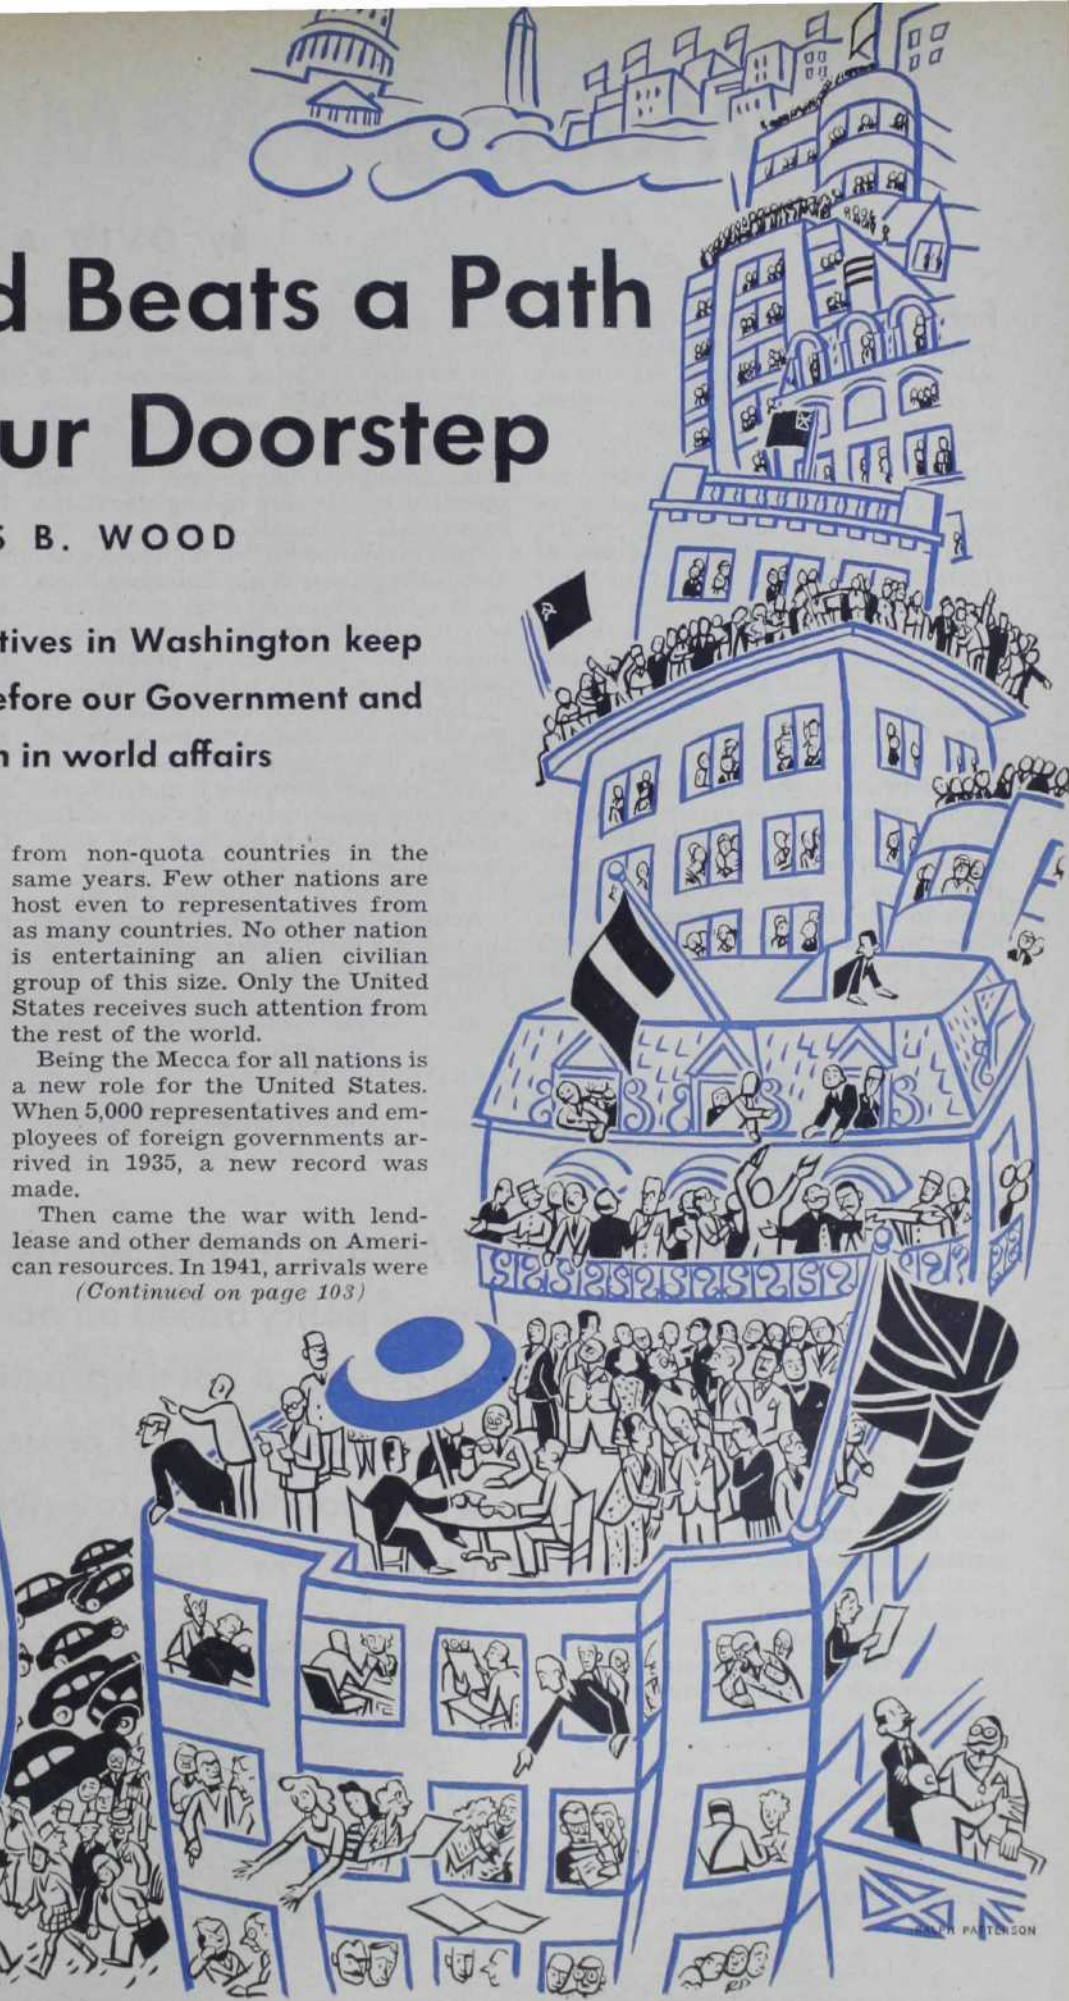 d Beats a Path
ur Doorstep
S B. WOOD
tives in Washington keep
efore our Government and
n in world affairs
from non-quota countries in the
same years. Few other nations are
host even to representatives from
as many countries. No other nation
is entertaining an alien civilian
group of this size. Only the United
States receives such attention from
the rest of the world.
Being the Mecca for all nations is
a new role for the United States.
When 5,000 representatives and em-
ployees of foreign governments ar-
rived in 1935, a new record was
made.
Then came the war with lend-
lease and other demands on Ameri-
can resources. In 1941, arrivals were
(Continued on page 103)
RALPH PATTERSON
RP